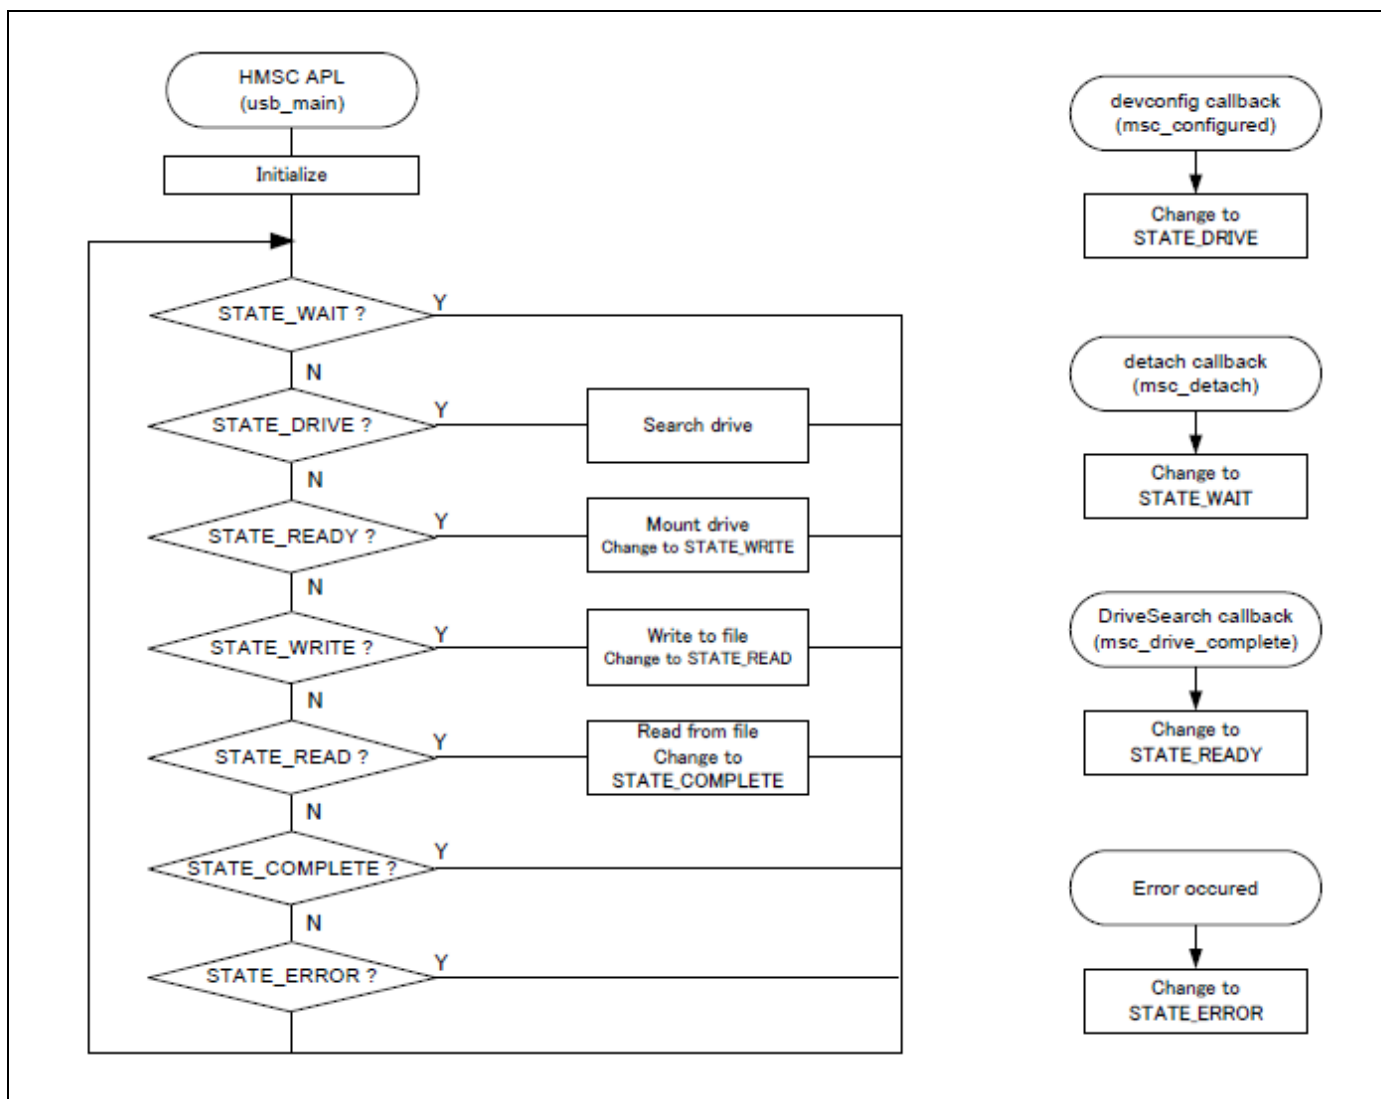 HMSC APL
(usb_main)
Initialize
STATE_WAIT ?
Y
N
STATE_DRIVE ?
Y
Search drive
N
STATE_READY ?
Y
Mount drive
Change to STATE_WRITE
N
STATE_WRITE ?
Y
Write to file
Change to STATE_READ
N
STATE_READ ?
Y
Read from file
Change to
STATE_COMPLETE
N
STATE_COMPLETE ?
Y
N
STATE_ERROR ?
Y
devconfig callback
(msc_configured)
Change to
STATE_DRIVE
detach callback
(msc_detach)
Change to
STATE_WAIT
DriveSearch callback
(msc_drive_complete)
Change to
STATE_READY
Error occured
Change to
STATE_ERROR